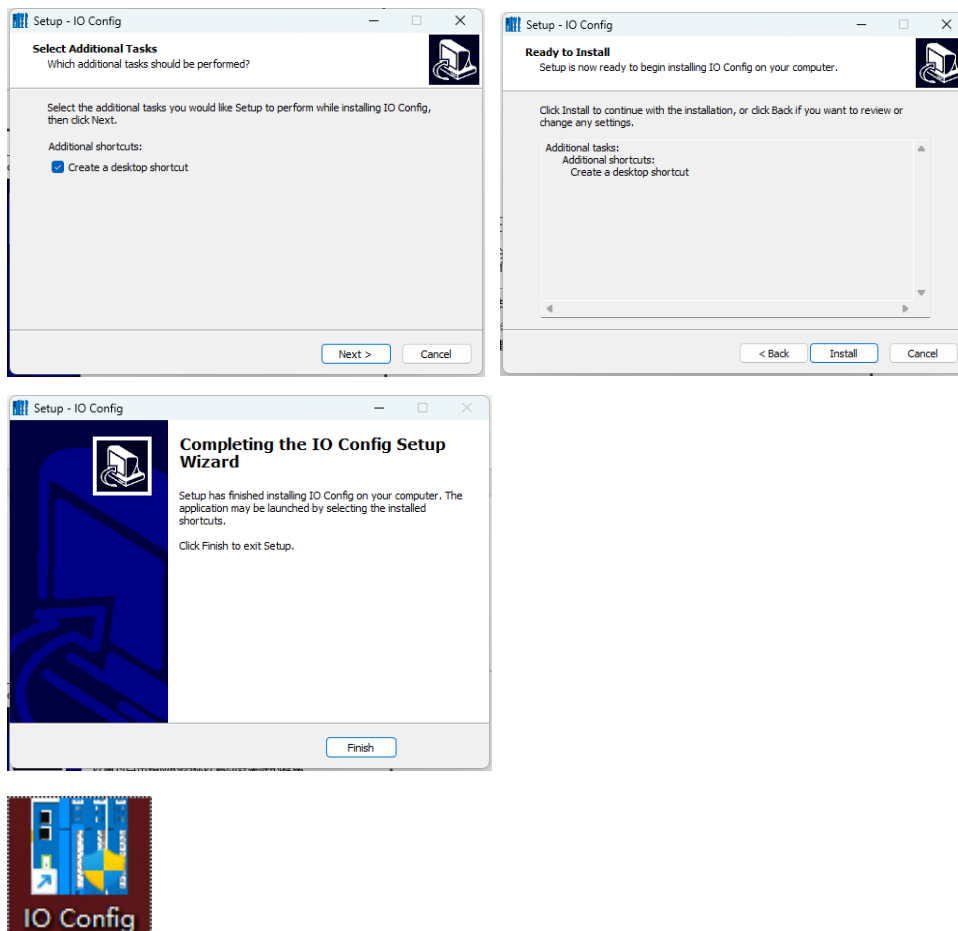 Setup - IO Config
Select Additional Tasks
Which additional tasks should be performed?
Select the additional tasks you would like Setup to perform while installing IO Config,
then click Next.
Additional shortcuts:
Create a desktop shortcut
Next >
Cancel
Setup - IO Config
Ready to Install
Setup is now ready to begin installing IO Config on your computer.
Click Install to continue with the installation, or click Back if you want to review or
change any settings.
Additional tasks:
Additional shortcuts:
Create a desktop shortcut
< Back
Install
Cancel
Setup - IO Config
Completing the IO Config Setup
Wizard
Setup has finished installing IO Config on your computer. The
application may be launched by selecting the installed
shortcuts.
Click Finish to exit Setup.
Finish
IO Config